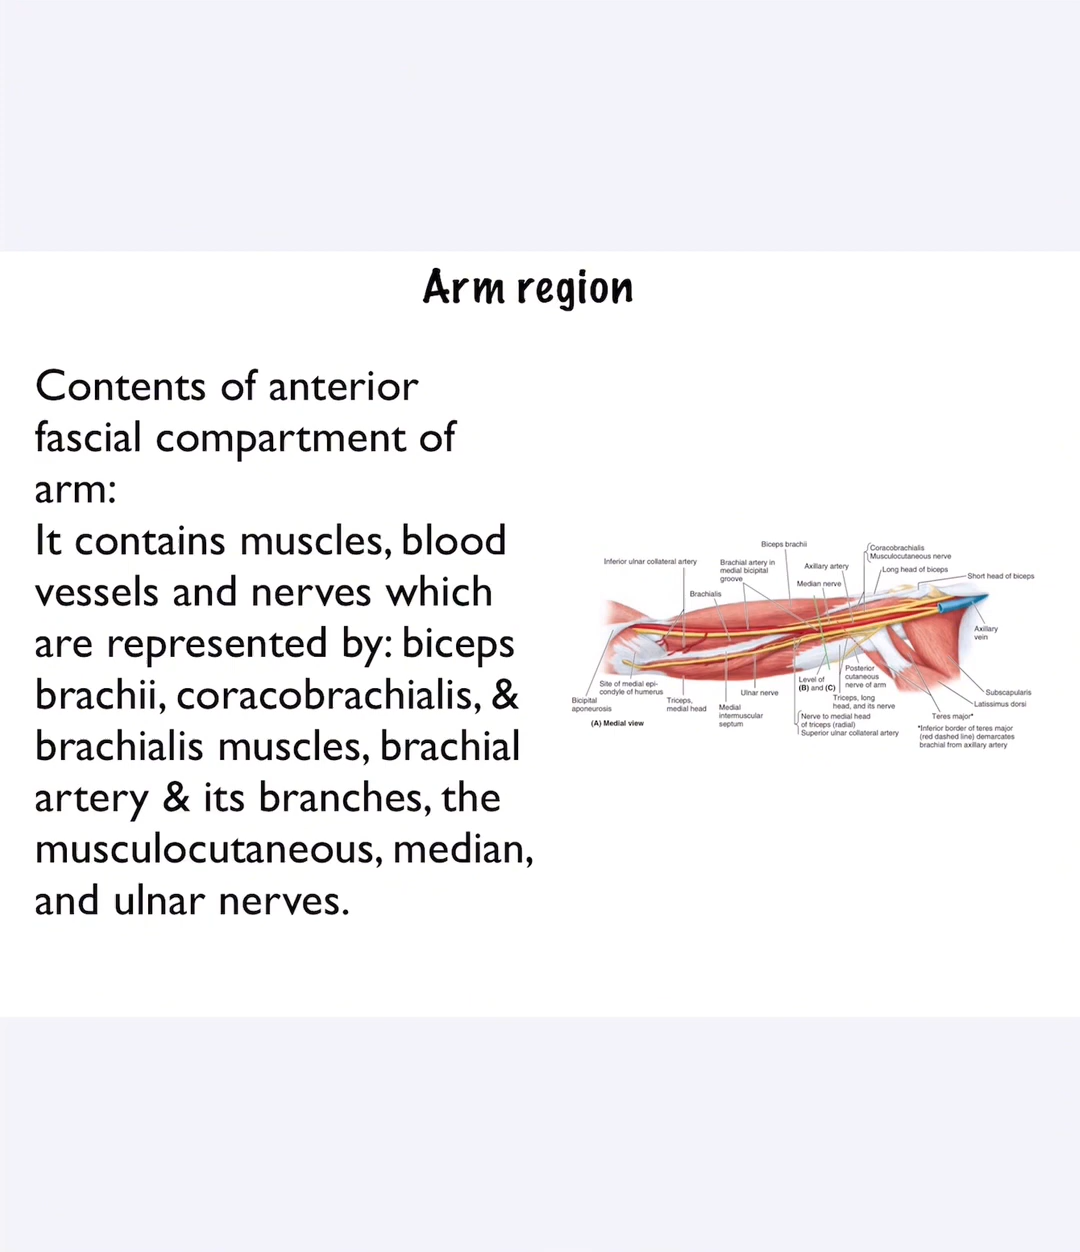 Arm region
Contents of anterior
fascial compartment of
arm:
It contains muscles, blood
vessels and nerves which
are represented by: biceps
brachii, coracobrachialis, &
brachialis muscles, brachial
artery & its branches, the
musculocutaneous, median,
and ulnar nerves.
Biceps brachii
Coracobrachialis
Musculocutaneous nerve
Inferior ulnar collateral artery
Brachial artery in
medial bicipital
groove
Axillary artery
Long head of biceps
Short head of biceps
Median nerve
Brachialis
Axillary
vein
Site of medial epi-
condyle of humerus
Bicipital
aponeurosis
Triceps,
medial head
Ulnar nerve
Medial
intermuscular
septum
Level of
(B) and (C)
Posterior
cutaneous
nerve of arm
Triceps, long
head, and its nerve
Nerve to medial head
of triceps (radial)
Superior ulnar collateral artery
Subscapularis
Latissimus dorsi
Teres major*
*Inferior border of teres major
(red dashed line) demarcates
brachial from axillary artery
(A) Medial view